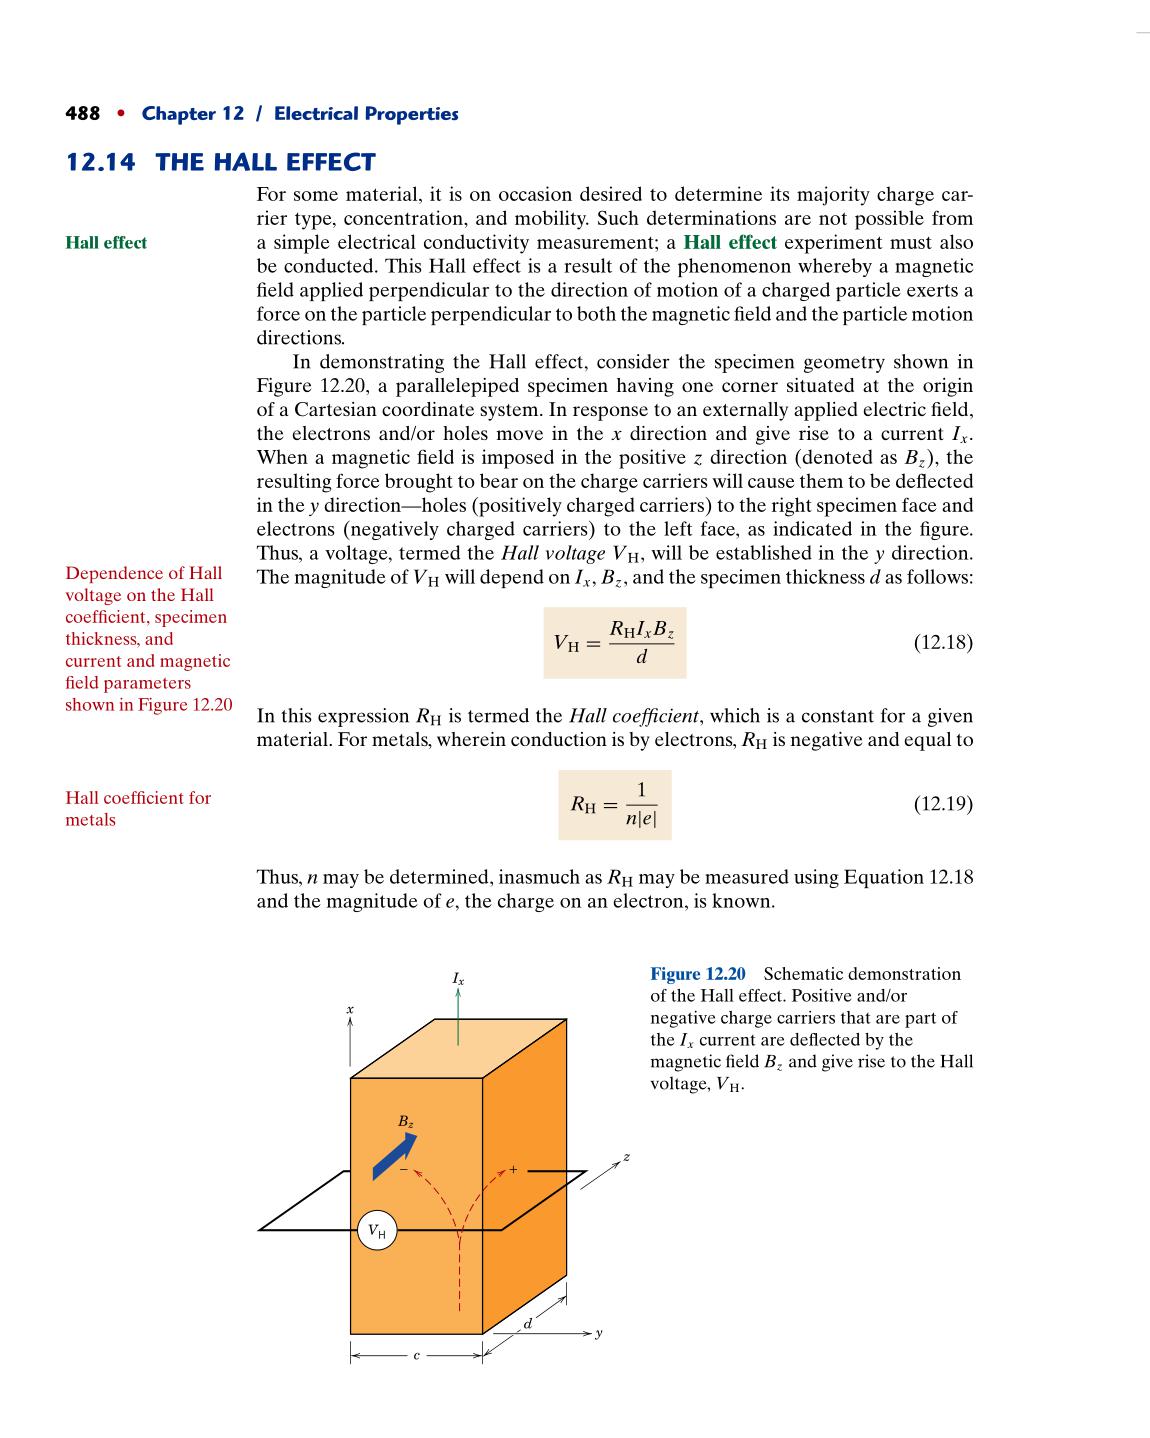 488 • Chapter 12 / Electrical Properties
12.14 THE HALL EFFECT
For some material, it is on occasion desired to determine its majority charge car-
rier type, concentration, and mobility. Such determinations are not possible from
Hall effect
a simple electrical conductivity measurement; a Hall effect experiment must also
be conducted. This Hall effect is a result of the phenomenon whereby a magnetic
field applied perpendicular to the direction of motion of a charged particle exerts a
force on the particle perpendicular to both the magnetic field and the particle motion
directions.
In demonstrating the Hall effect, consider the specimen geometry shown in
Figure 12.20, a parallelepiped specimen having one corner situated at the origin
of a Cartesian coordinate system. In response to an externally applied electric field,
the electrons and/or holes move in the x direction and give rise to a current Iₓ.
When a magnetic field is imposed in the positive z direction (denoted as B_z), the
resulting force brought to bear on the charge carriers will cause them to be deflected
in the y direction—holes (positively charged carriers) to the right specimen face and
electrons (negatively charged carriers) to the left face, as indicated in the figure.
Thus, a voltage, termed the Hall voltage V_H, will be established in the y direction.
The magnitude of V_H will depend on Iₓ, B_z, and the specimen thickness d as follows:
Dependence of Hall
voltage on the Hall
coefficient, specimen
thickness, and
current and magnetic
field parameters
shown in Figure 12.20
V_H = R_H Iₓ B_z / d (12.18)
In this expression R_H is termed the Hall coefficient, which is a constant for a given
material. For metals, wherein conduction is by electrons, R_H is negative and equal to
Hall coefficient for
metals
R_H = 1 / n|e| (12.19)
Thus, n may be determined, inasmuch as R_H may be measured using Equation 12.18
and the magnitude of e, the charge on an electron, is known.
Figure 12.20 Schematic demonstration
of the Hall effect. Positive and/or
negative charge carriers that are part of
the Iₓ current are deflected by the
magnetic field B_z and give rise to the Hall
voltage, V_H.
Iₓ
x
B_z
z
− +
V_H
d
y
c